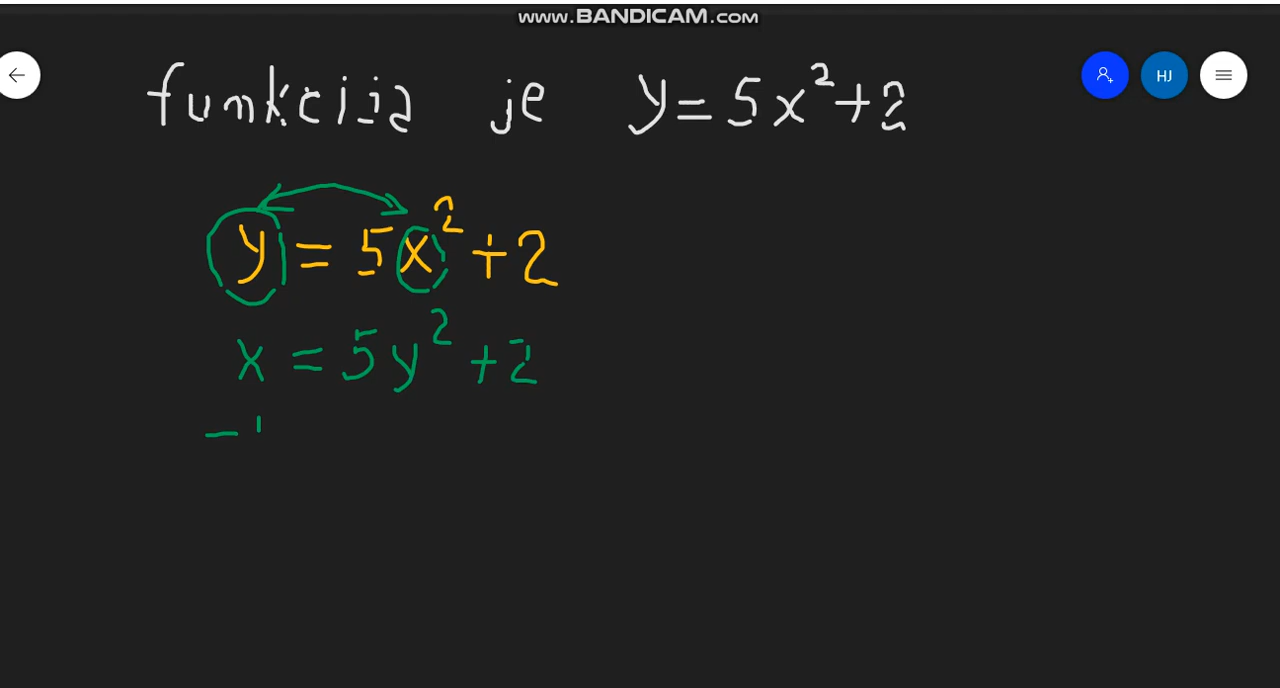 www.BANDICAM.com
funkcija je y=5x²+2
HJ
y = 5x² + 2
x = 5y² + 2